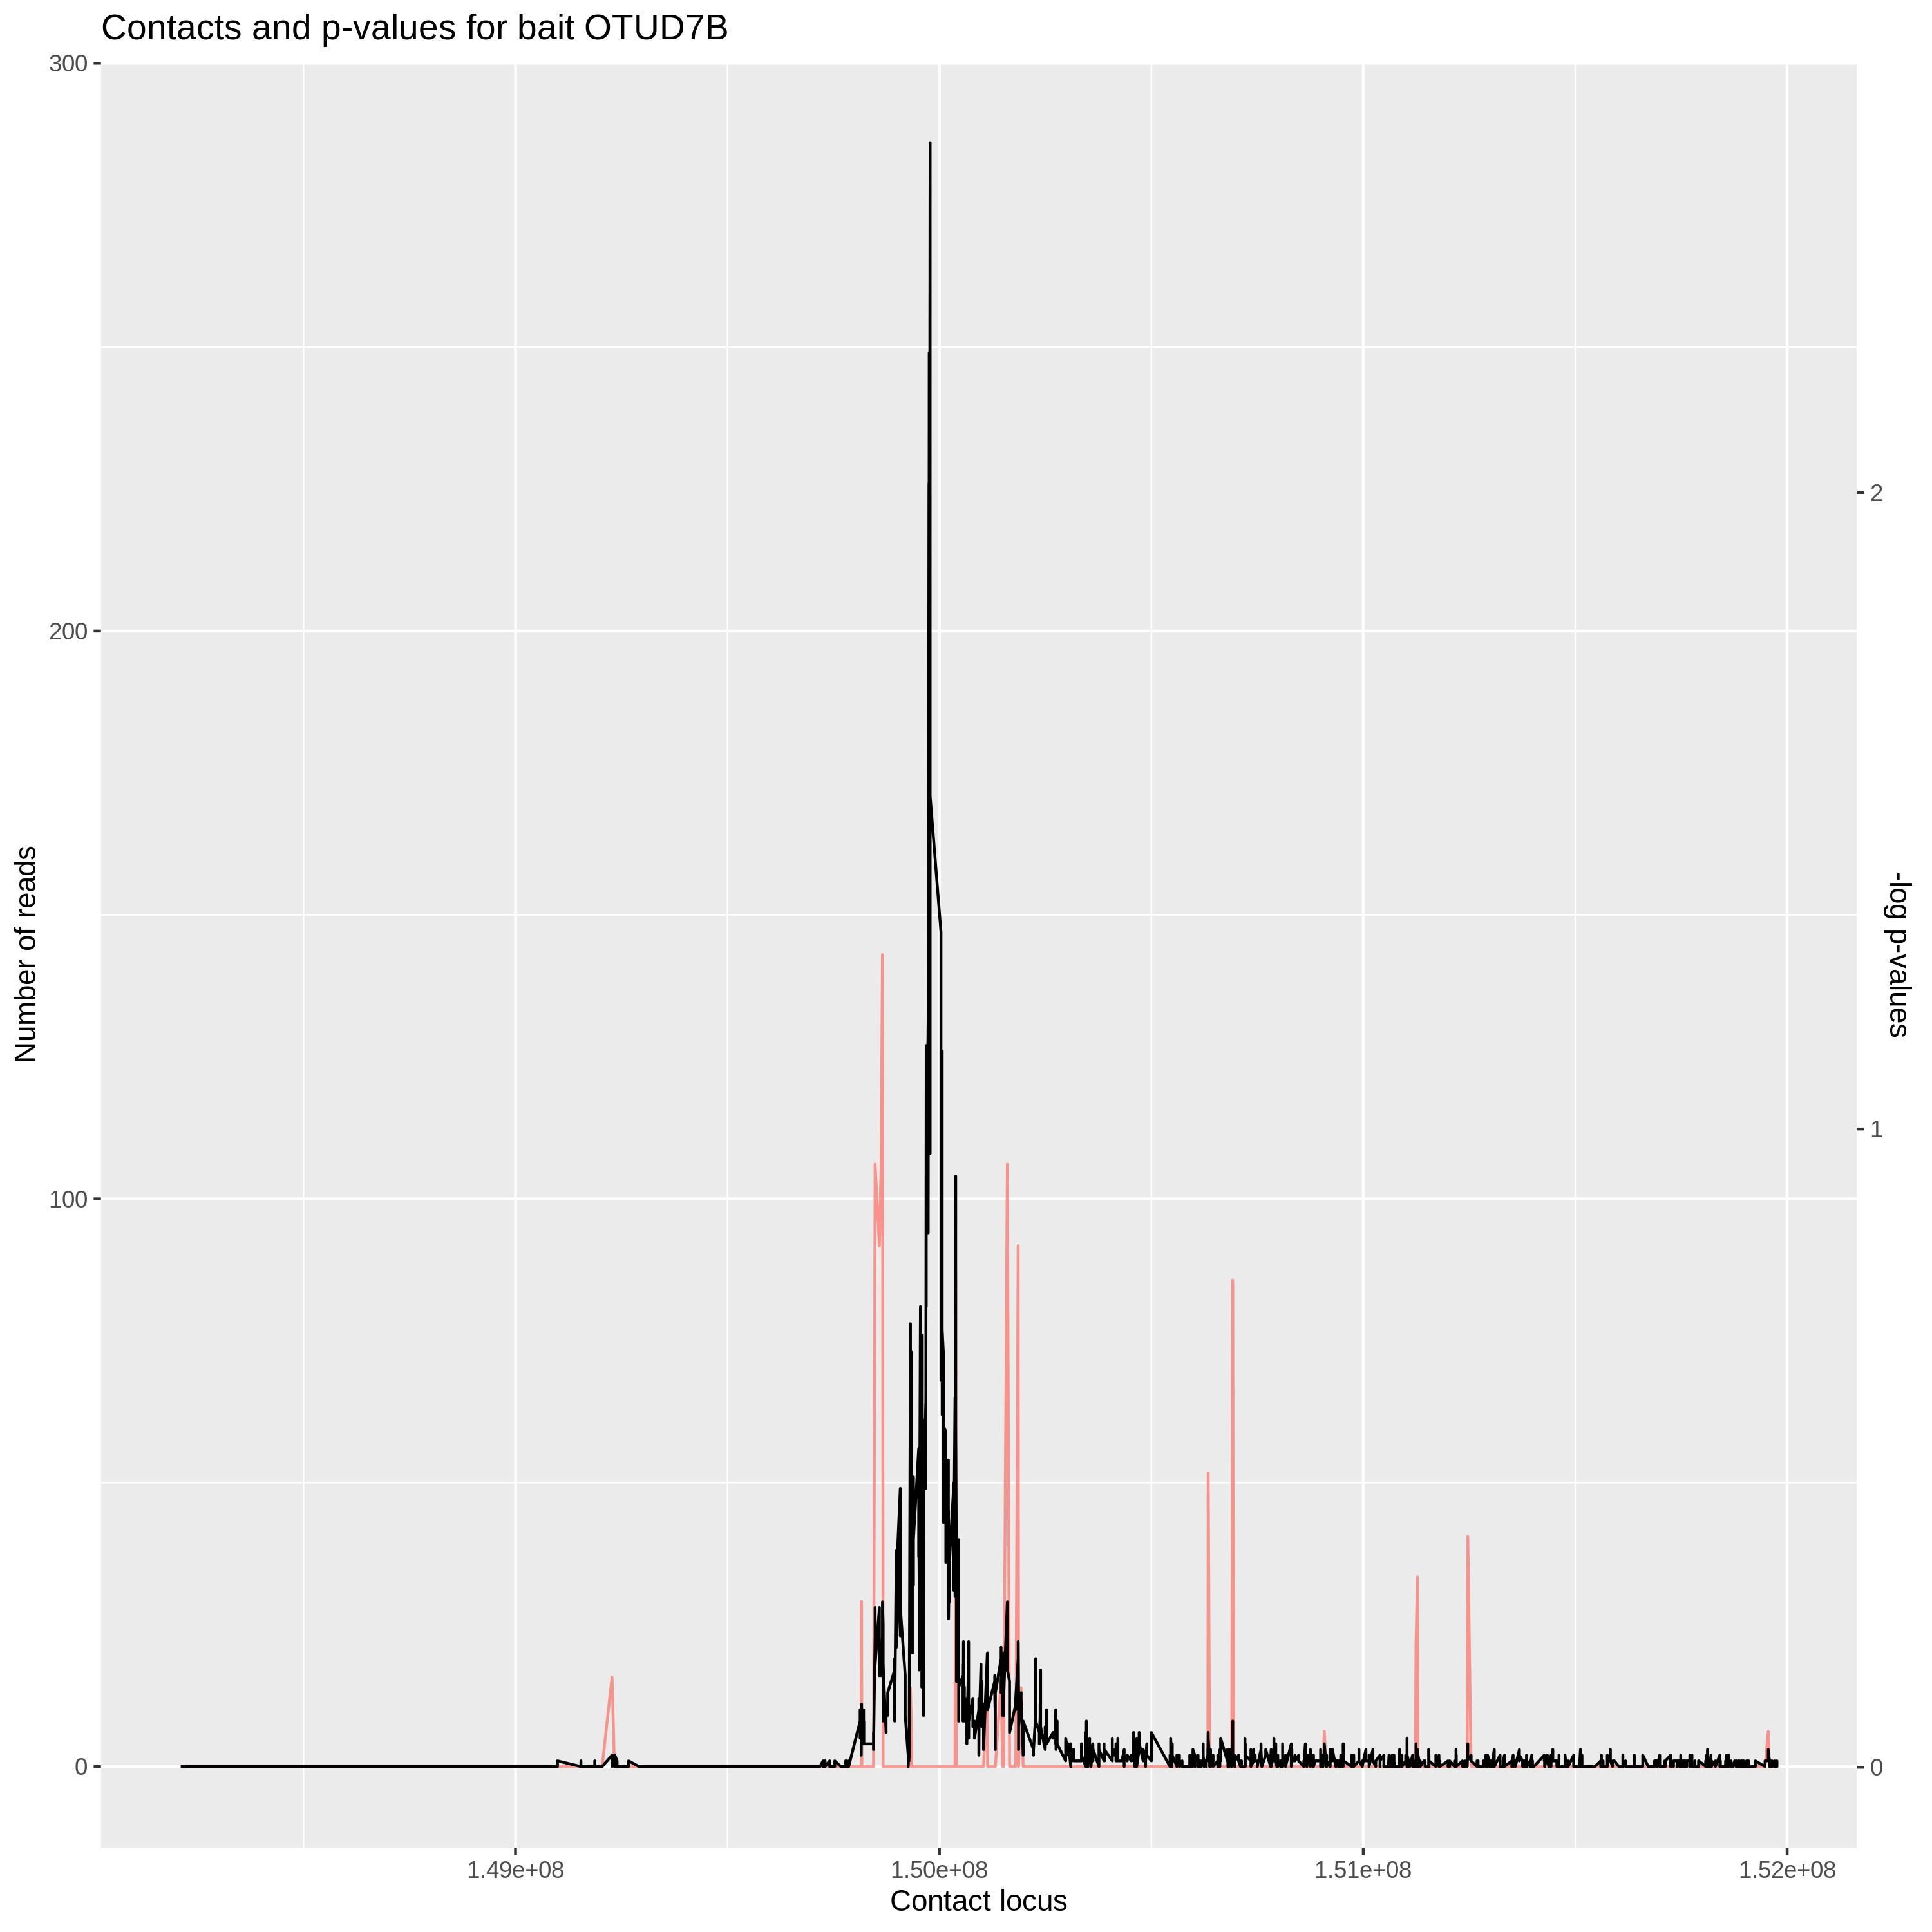 Contacts and p-values for bait OTUD7B
300
200
100
0
Number of reads
2
1
0
-log p-values
1.49e+08
1.50e+08
1.51e+08
1.52e+08
Contact locus